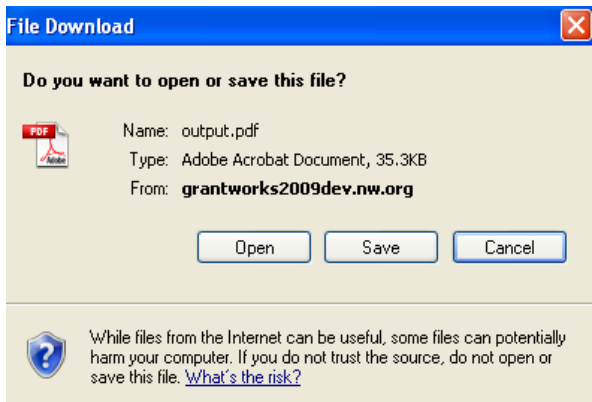 File Download
Do you want to open or save this file?
PDF
Adobe
Name: output.pdf
Type: Adobe Acrobat Document, 35.3KB
From: grantworks2009dev.nw.org
Open Save Cancel
While files from the Internet can be useful, some files can potentially
harm your computer. If you do not trust the source, do not open or
save this file. What's the risk?